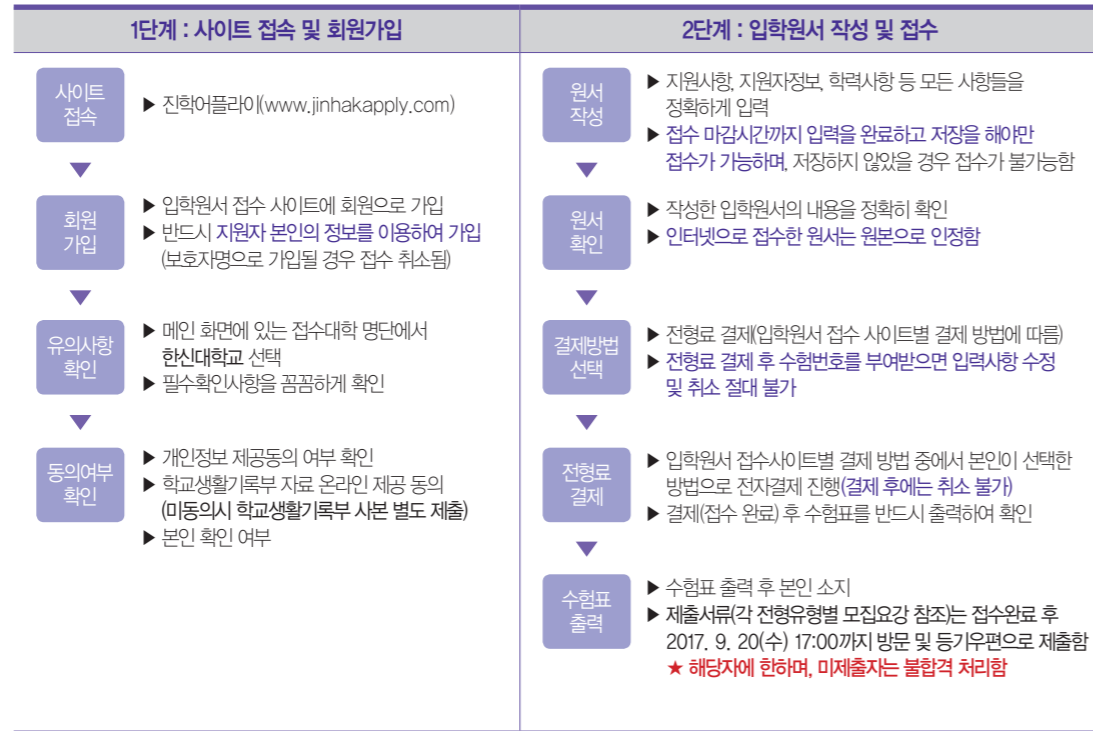 1단계 : 사이트 접속 및 회원가입
사이트
접속
▶ 진학어플라이(www.jinhakapply.com)
▼
회원
가입
▶ 입학원서 접수 사이트에 회원으로 가입
▶ 반드시 지원자 본인의 정보를 이용하여 가입
(보호자명으로 가입될 경우 접수 취소됨)
▼
유의사항
확인
▶ 메인 화면에 있는 접수대학 명단에서
한신대학교 선택
▶ 필수확인사항을 꼼꼼하게 확인
▼
동의여부
확인
▶ 개인정보 제공동의 여부 확인
▶ 학교생활기록부 자료 온라인 제공 동의
(미동의시 학교생활기록부 사본 별도 제출)
▶ 본인 확인 여부
2단계 : 입학원서 작성 및 접수
원서
작성
▶ 지원사항, 지원자정보, 학력사항 등 모든 사항들을
정확하게 입력
▶ 접수 마감시간까지 입력을 완료하고 저장을 해야만
접수가 가능하며, 저장하지 않았을 경우 접수가 불가능함
▼
원서
확인
▶ 작성한 입학원서의 내용을 정확히 확인
▶ 인터넷으로 접수한 원서는 원본으로 인정함
▼
결제방법
선택
▶ 전형료 결제(입학원서 접수 사이트별 결제 방법에 따름)
▶ 전형료 결제 후 수험번호를 부여받으면 입력사항 수정
및 취소 절대 불가
▼
전형료
결제
▶ 입학원서 접수사이트별 결제 방법 중에서 본인이 선택한
방법으로 전자결제 진행(결제 후에는 취소 불가)
▶ 결제(접수 완료) 후 수험표를 반드시 출력하여 확인
▼
수험표
출력
▶ 수험표 출력 후 본인 소지
▶ 제출서류(각 전형유형별 모집요강 참조)는 접수완료 후
2017. 9. 20(수) 17:00까지 방문 및 등기우편으로 제출함
★ 해당자에 한하며, 미제출자는 불합격 처리함